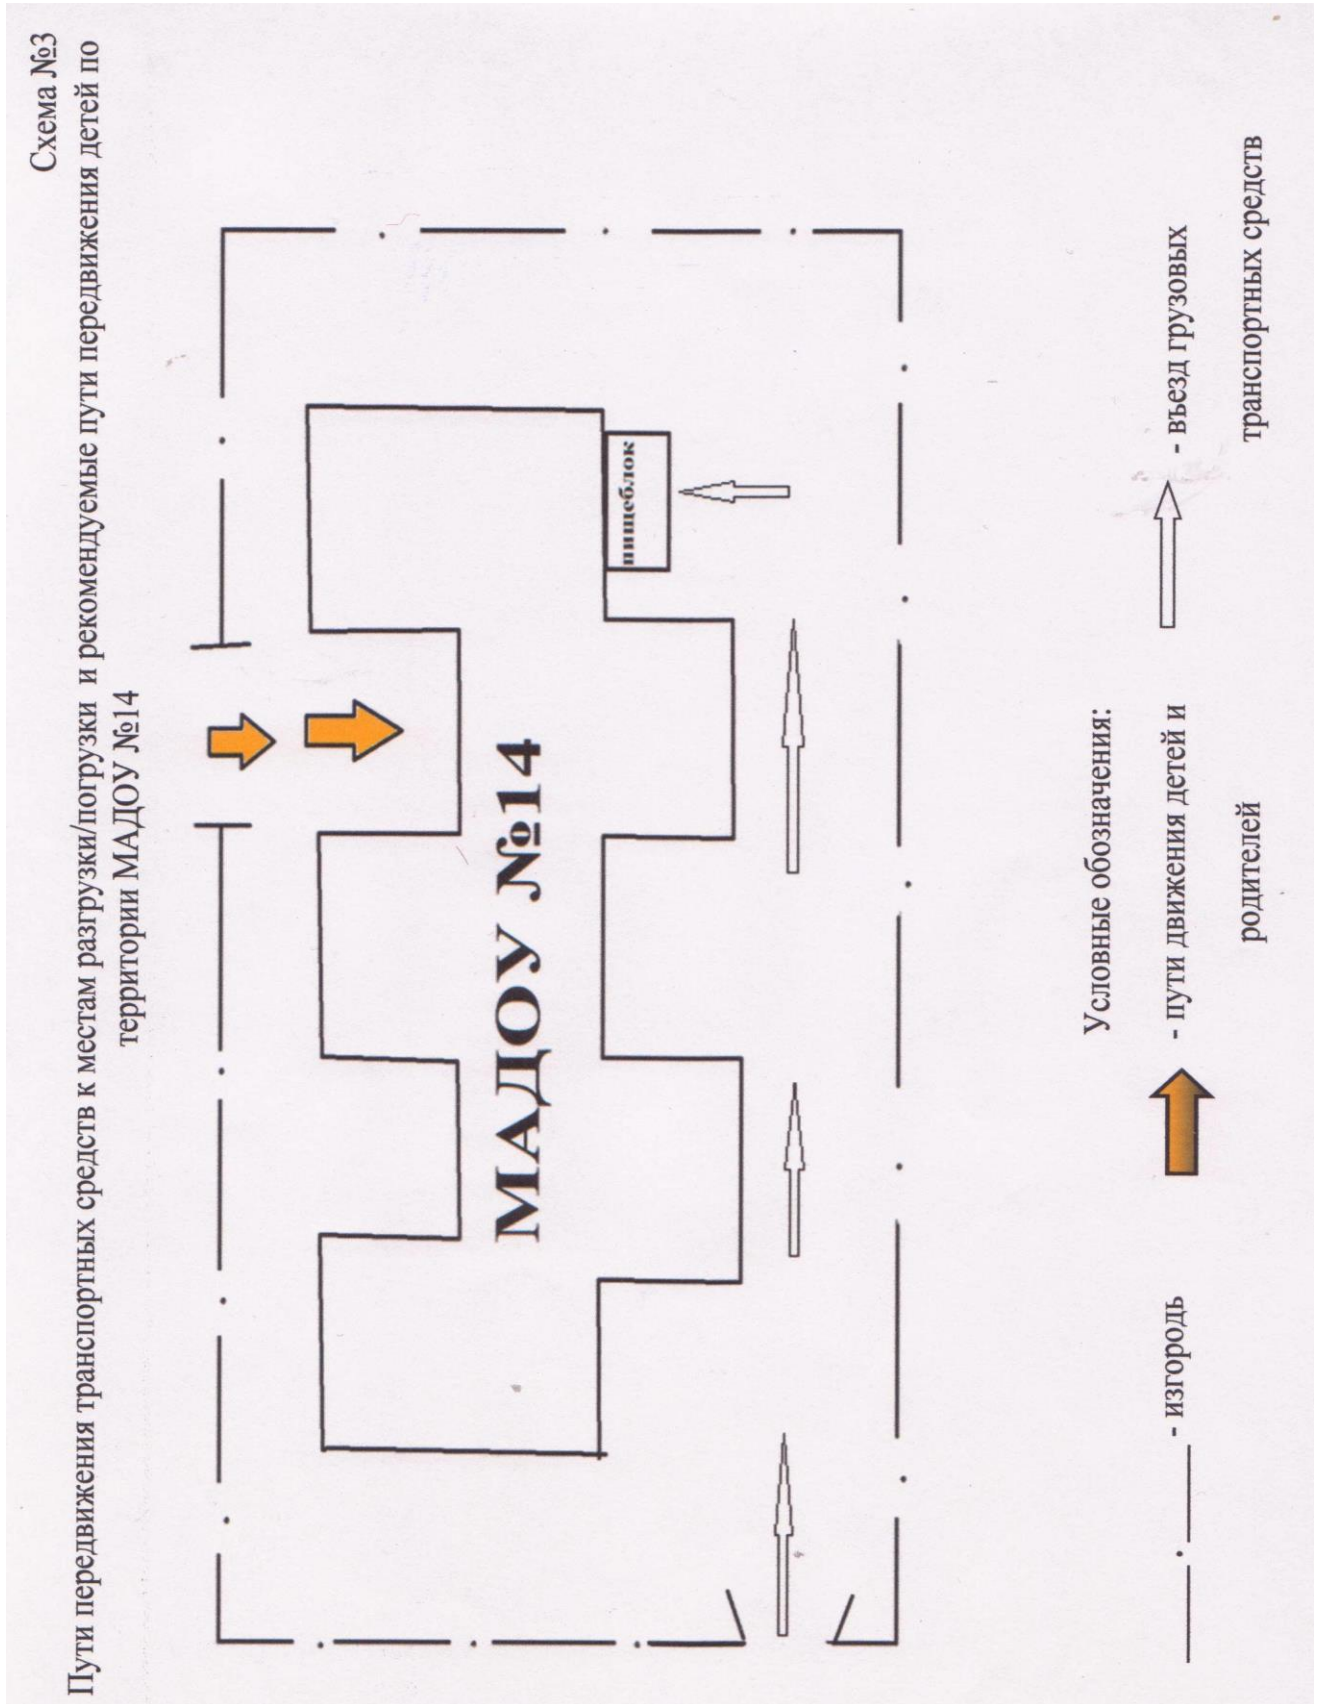 Схема №3
Пути передвижения транспортных средств к местам разгрузки/погрузки и рекомендуемые пути передвижения детей по
территории МАДОУ №14
МАДОУ №14
пищеблок
Условные обозначения:
- изгородь
- пути движения детей и
родителей
- въезд грузовых
транспортных средств